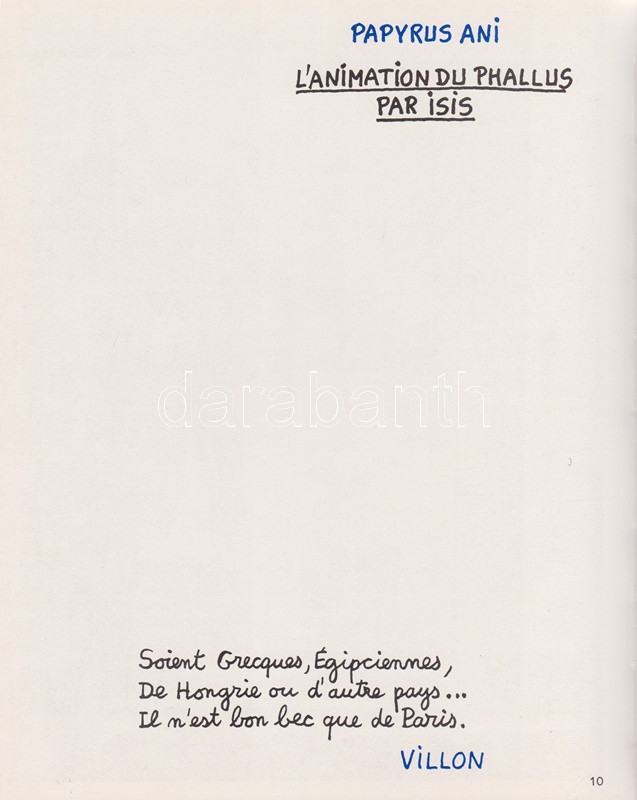 PAPYRUS ANI
L'ANIMATION DU PHALLUS
PAR ISIS
darabanth
Soient Grecques, Égipciennes,
De Hongrie ou d'autre pays...
Il n'est bon bec que de Paris.
VILLON
10